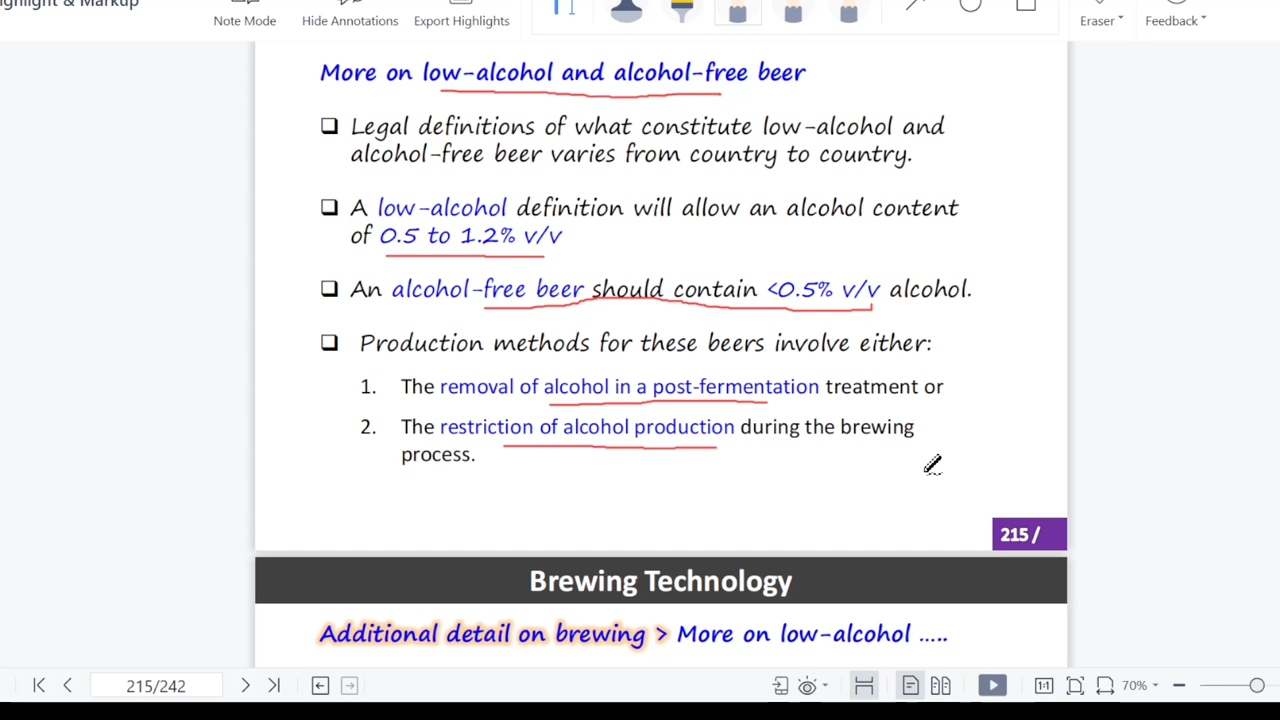 ighlight & Markup
Note Mode
Hide Annotations
Export Highlights
Eraser
Feedback
More on low-alcohol and alcohol-free beer
❑ Legal definitions of what constitute low-alcohol and
alcohol-free beer varies from country to country.
❑ A low-alcohol definition will allow an alcohol content
of 0.5 to 1.2% v/v
❑ An alcohol-free beer should contain <0.5% v/v alcohol.
❑ Production methods for these beers involve either:
1. The removal of alcohol in a post-fermentation treatment or
2. The restriction of alcohol production during the brewing
process.
215 /
Brewing Technology
Additional detail on brewing > More on low-alcohol .....
215/242
1:1
70%